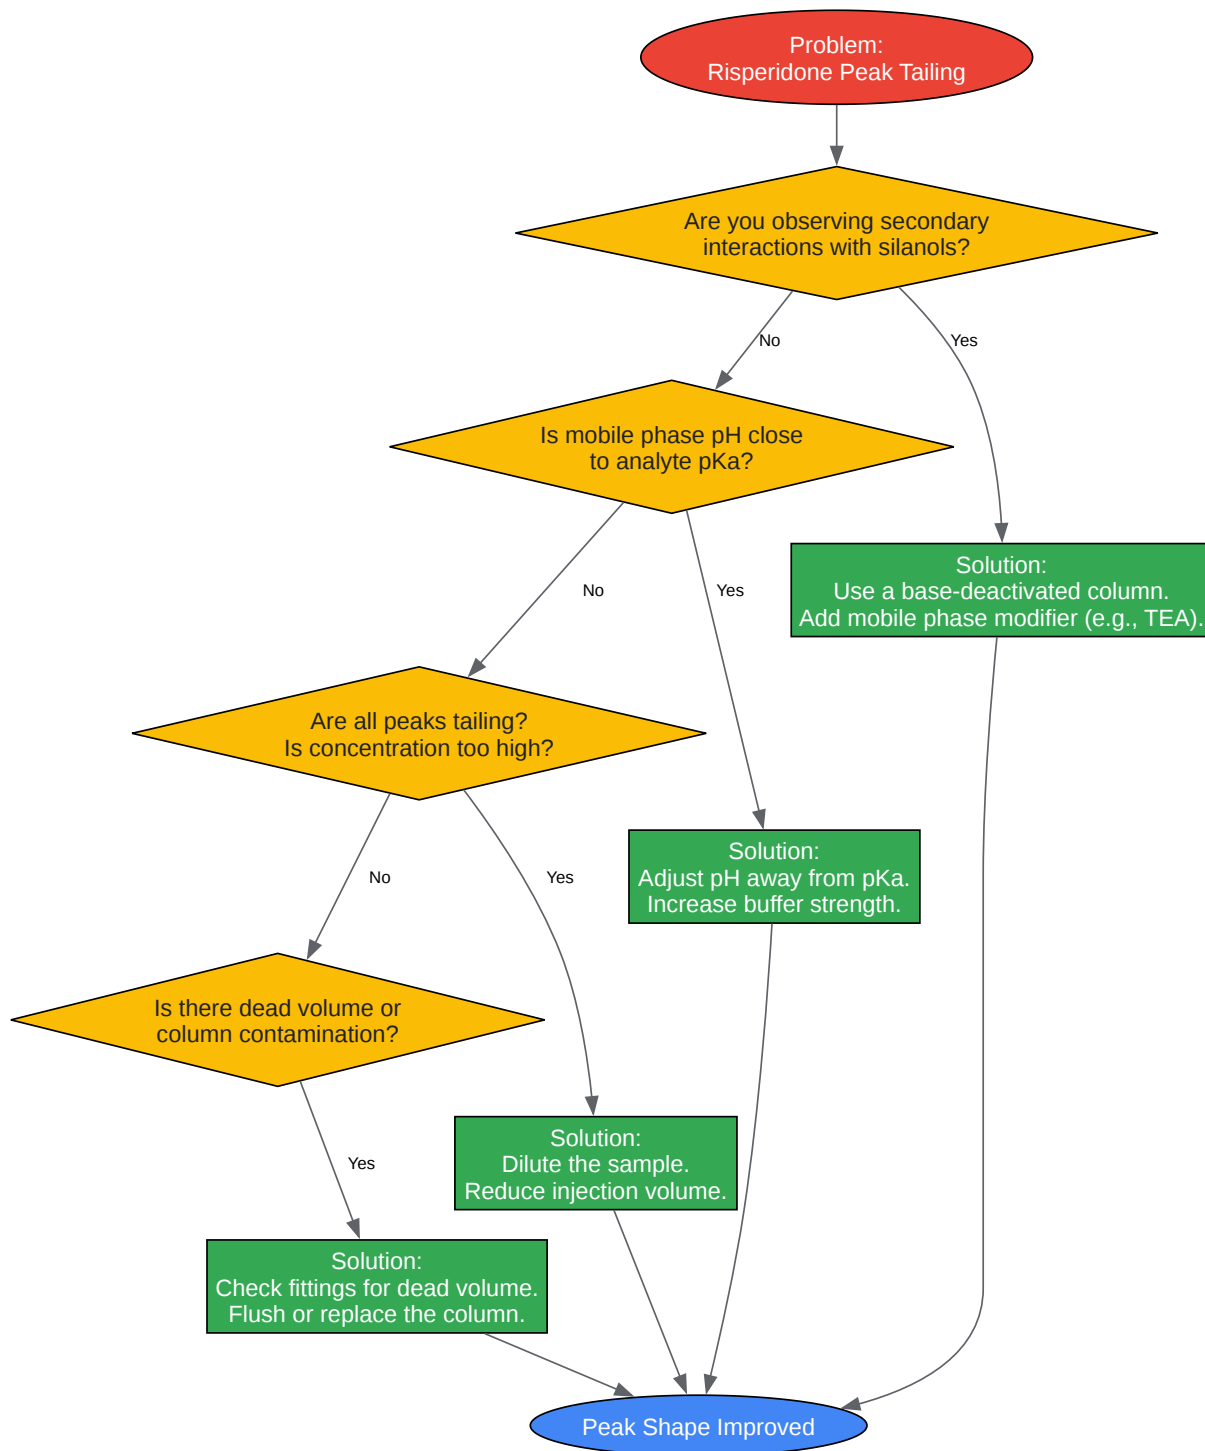 Problem:
Risperidone Peak Tailing
Are you observing secondary
interactions with silanols?
No
Yes
Is mobile phase pH close
to analyte pKa?
Solution:
Use a base-deactivated column.
Add mobile phase modifier (e.g., TEA).
No
Yes
Are all peaks tailing?
Is concentration too high?
Solution:
Adjust pH away from pKa.
Increase buffer strength.
No
Yes
Is there dead volume or
column contamination?
Solution:
Dilute the sample.
Reduce injection volume.
Yes
Solution:
Check fittings for dead volume.
Flush or replace the column.
Peak Shape Improved